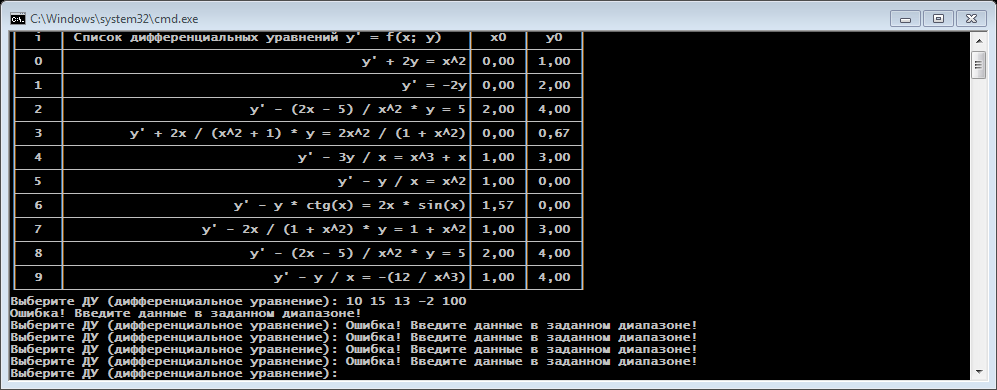 C:\Windows\system32\cmd.exe
i Список дифференциальных уравнений y' = f(x; y) x0 y0
0 y' + 2y = x^2 0,00 1,00
1 y' = -2y 0,00 2,00
2 y' - (2x - 5) / x^2 * y = 5 2,00 4,00
3 y' + 2x / (x^2 + 1) * y = 2x^2 / (1 + x^2) 0,00 0,67
4 y' - 3y / x = x^3 + x 1,00 3,00
5 y' - y / x = x^2 1,00 0,00
6 y' - y * ctg(x) = 2x * sin(x) 1,57 0,00
7 y' - 2x / (1 + x^2) * y = 1 + x^2 1,00 3,00
8 y' - (2x - 5) / x^2 * y = 5 2,00 4,00
9 y' - y / x = -(12 / x^3) 1,00 4,00
Выберите ДУ (дифференциальное уравнение): 10 15 13 -2 100
Ошибка! Введите данные в заданном диапазоне!
Выберите ДУ (дифференциальное уравнение): Ошибка! Введите данные в заданном диапазоне!
Выберите ДУ (дифференциальное уравнение): Ошибка! Введите данные в заданном диапазоне!
Выберите ДУ (дифференциальное уравнение): Ошибка! Введите данные в заданном диапазоне!
Выберите ДУ (дифференциальное уравнение): Ошибка! Введите данные в заданном диапазоне!
Выберите ДУ (дифференциальное уравнение):